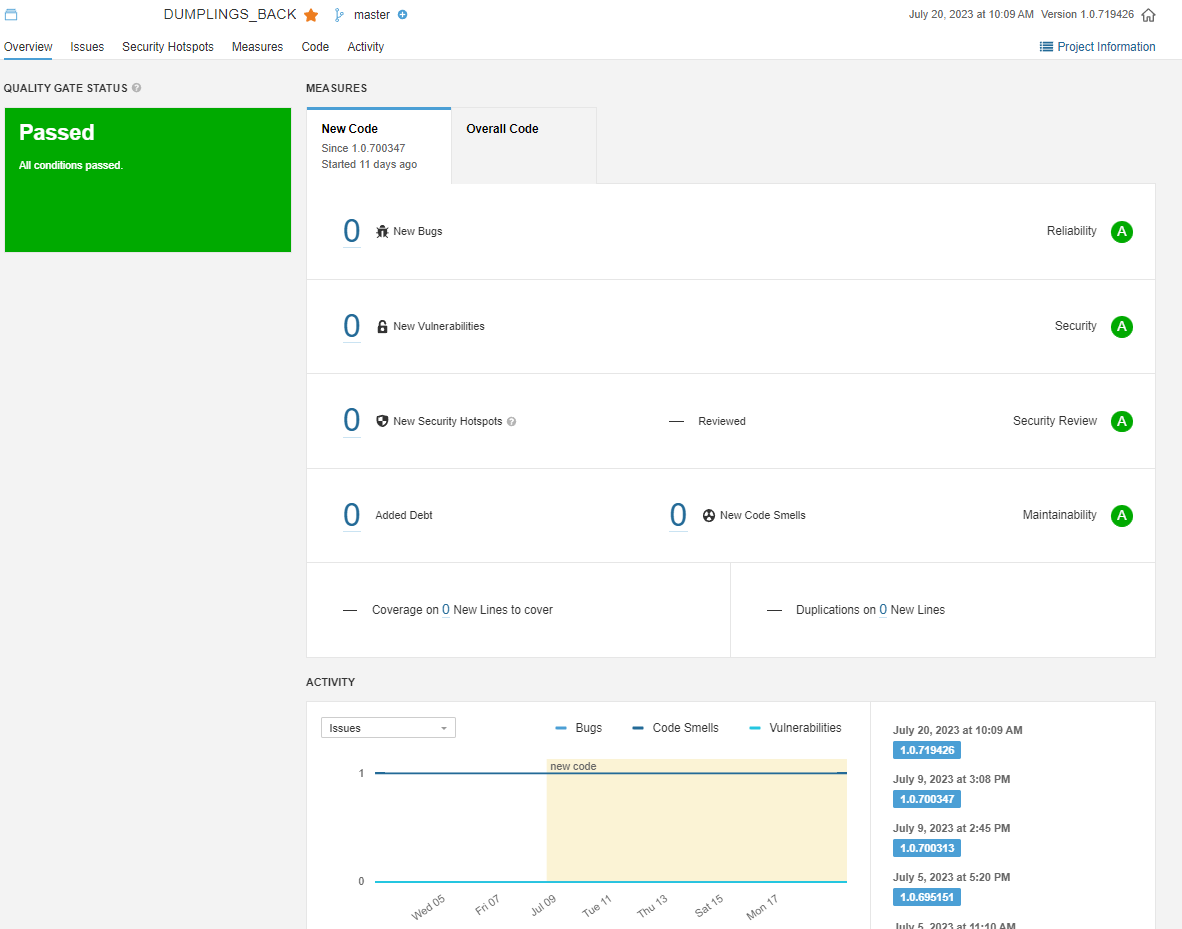 DUMPLINGS_BACK master July 20, 2023 at 10:09 AM Version 1.0.719426
Overview Issues Security Hotspots Measures Code Activity Project Information
QUALITY GATE STATUS ?
Passed
All conditions passed.
MEASURES
New Code
Since 1.0.700347
Started 11 days ago
Overall Code
0 New Bugs Reliability A
0 New Vulnerabilities Security A
0 New Security Hotspots ? — Reviewed Security Review A
0 Added Debt 0 New Code Smells Maintainability A
— Coverage on 0 New Lines to cover — Duplications on 0 New Lines
ACTIVITY
Issues Bugs Code Smells Vulnerabilities
new code
1
0
Wed 05 Fri 07 Jul 09 Tue 11 Thu 13 Sat 15 Mon 17
July 20, 2023 at 10:09 AM
1.0.719426
July 9, 2023 at 3:08 PM
1.0.700347
July 9, 2023 at 2:45 PM
1.0.700313
July 5, 2023 at 5:20 PM
1.0.695151
July 5, 2023 at 11:10 AM